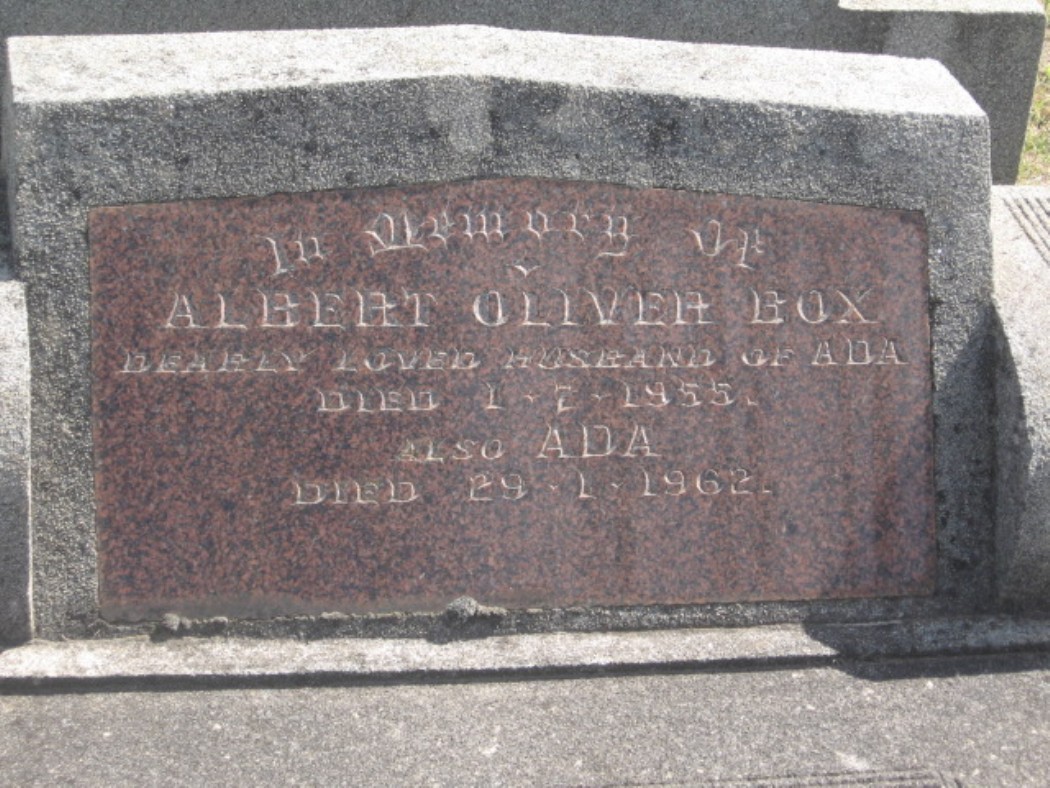 In Memory Of
ALBERT OLIVER BOX
DEARLY LOVED HUSBAND OF ADA
DIED 1·7·1955.
ALSO ADA
DIED 29·1·1962.